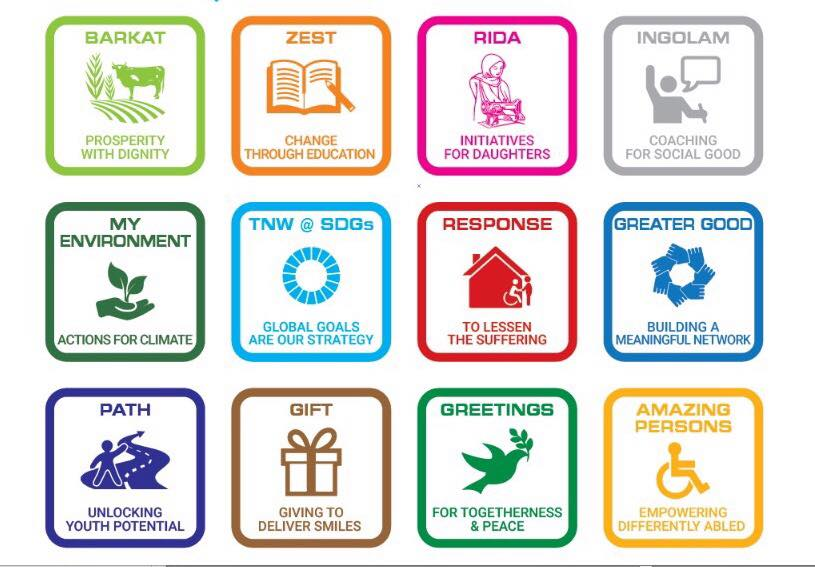 BARKAT
PROSPERITY
WITH DIGNITY
ZEST
CHANGE
THROUGH EDUCATION
RIDA
INITIATIVES
FOR DAUGHTERS
INGOLAM
COACHING
FOR SOCIAL GOOD
MY
ENVIRONMENT
ACTIONS FOR CLIMATE
TNW @ SDGs
GLOBAL GOALS
ARE OUR STRATEGY
RESPONSE
TO LESSEN
THE SUFFERING
GREATER GOOD
BUILDING A
MEANINGFUL NETWORK
PATH
UNLOCKING
YOUTH POTENTIAL
GIFT
GIVING TO
DELIVER SMILES
GREETINGS
FOR TOGETHERNESS
& PEACE
AMAZING
PERSONS
EMPOWERING
DIFFERENTLY ABLED